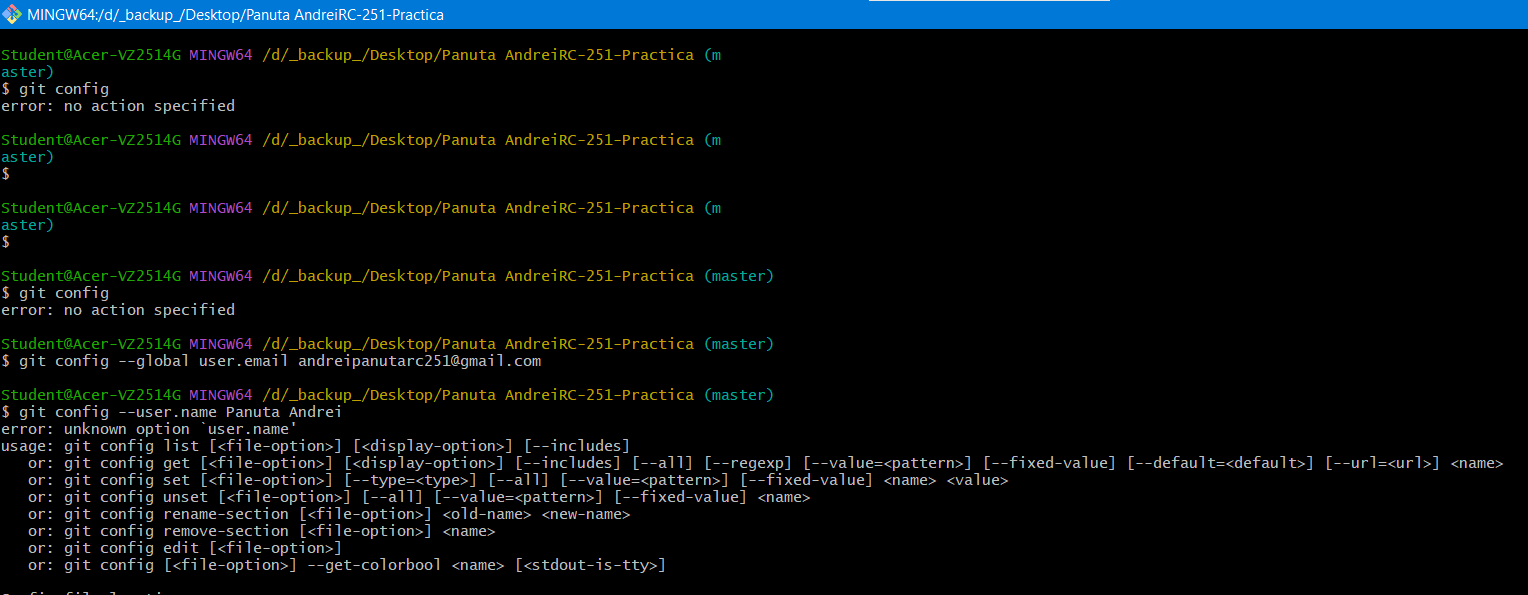 MINGW64:/d/_backup_/Desktop/Panuta AndreiRC-251-Practica
Student@Acer-VZ2514G MINGW64 /d/_backup_/Desktop/Panuta AndreiRC-251-Practica (m
aster)
$ git config
error: no action specified
Student@Acer-VZ2514G MINGW64 /d/_backup_/Desktop/Panuta AndreiRC-251-Practica (m
aster)
$
Student@Acer-VZ2514G MINGW64 /d/_backup_/Desktop/Panuta AndreiRC-251-Practica (m
aster)
$
Student@Acer-VZ2514G MINGW64 /d/_backup_/Desktop/Panuta AndreiRC-251-Practica (master)
$ git config
error: no action specified
Student@Acer-VZ2514G MINGW64 /d/_backup_/Desktop/Panuta AndreiRC-251-Practica (master)
$ git config --global user.email andreipanutarc251@gmail.com
Student@Acer-VZ2514G MINGW64 /d/_backup_/Desktop/Panuta AndreiRC-251-Practica (master)
$ git config --user.name Panuta Andrei
error: unknown option `user.name'
usage: git config list [<file-option>] [<display-option>] [--includes]
or: git config get [<file-option>] [<display-option>] [--includes] [--all] [--regexp] [--value=<pattern>] [--fixed-value] [--default=<default>] [--url=<url>] <name>
or: git config set [<file-option>] [--type=<type>] [--all] [--value=<pattern>] [--fixed-value] <name> <value>
or: git config unset [<file-option>] [--all] [--value=<pattern>] [--fixed-value] <name>
or: git config rename-section [<file-option>] <old-name> <new-name>
or: git config remove-section [<file-option>] <name>
or: git config edit [<file-option>]
or: git config [<file-option>] --get-colorbool <name> [<stdout-is-tty>]